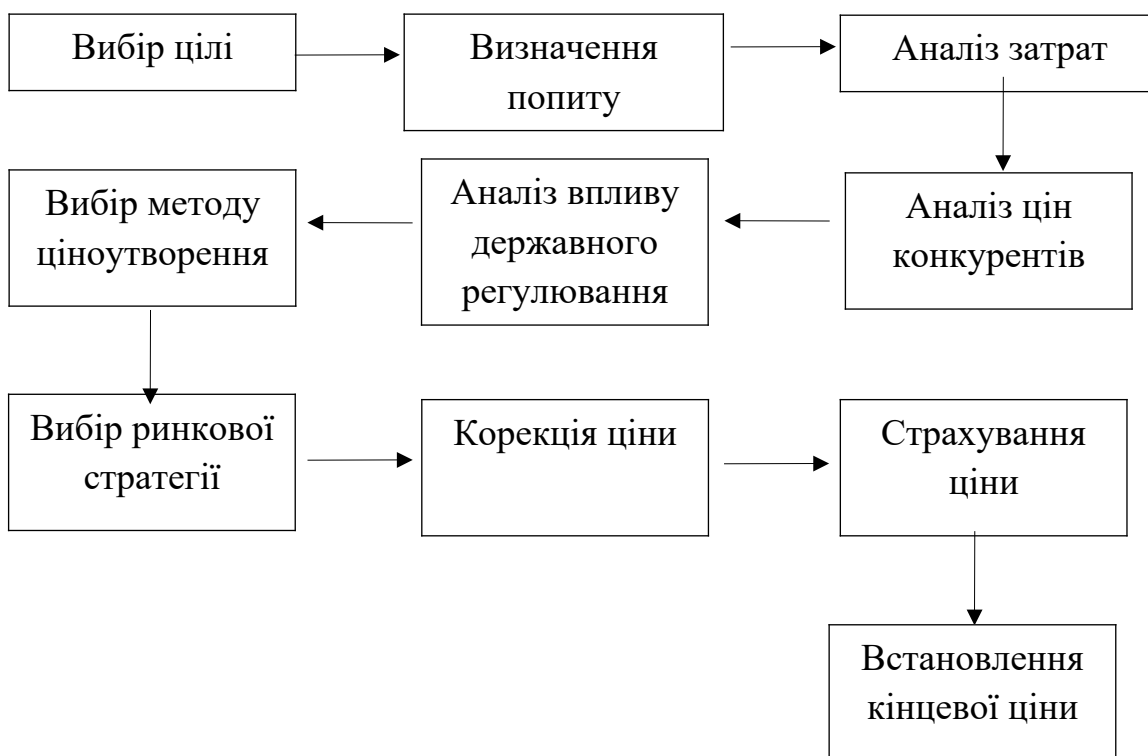 Вибір цілі
Визначення
попиту
Аналіз затрат
Аналіз цін
конкурентів
Аналіз впливу
державного
регулювання
Вибір методу
ціноутворення
Вибір ринкової
стратегії
Корекція ціни
Страхування
ціни
Встановлення
кінцевої ціни